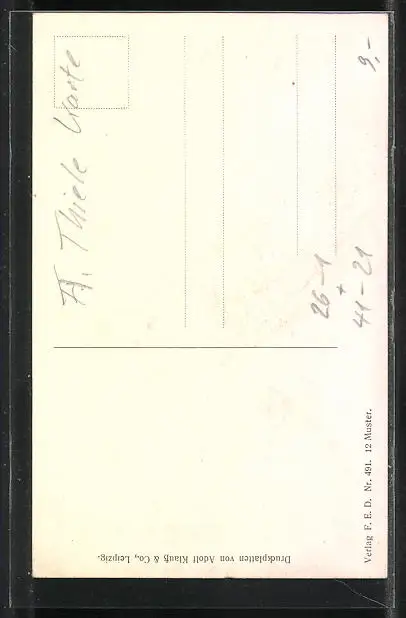 A. Thiele Karte
9,-
26-1
+
41-21
Verlag F. E. D. Nr. 491. 12 Muster.
Druckplatten von Adolf Klauß & Co., Leipzig.